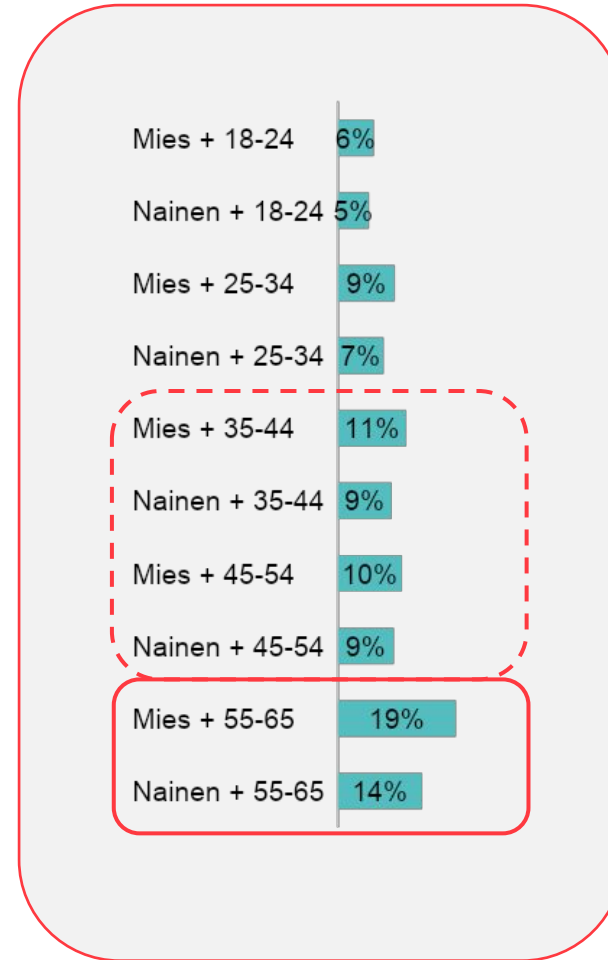 Mies + 18-24 6%
Nainen + 18-24 5%
Mies + 25-34 9%
Nainen + 25-34 7%
Mies + 35-44 11%
Nainen + 35-44 9%
Mies + 45-54 10%
Nainen + 45-54 9%
Mies + 55-65 19%
Nainen + 55-65 14%